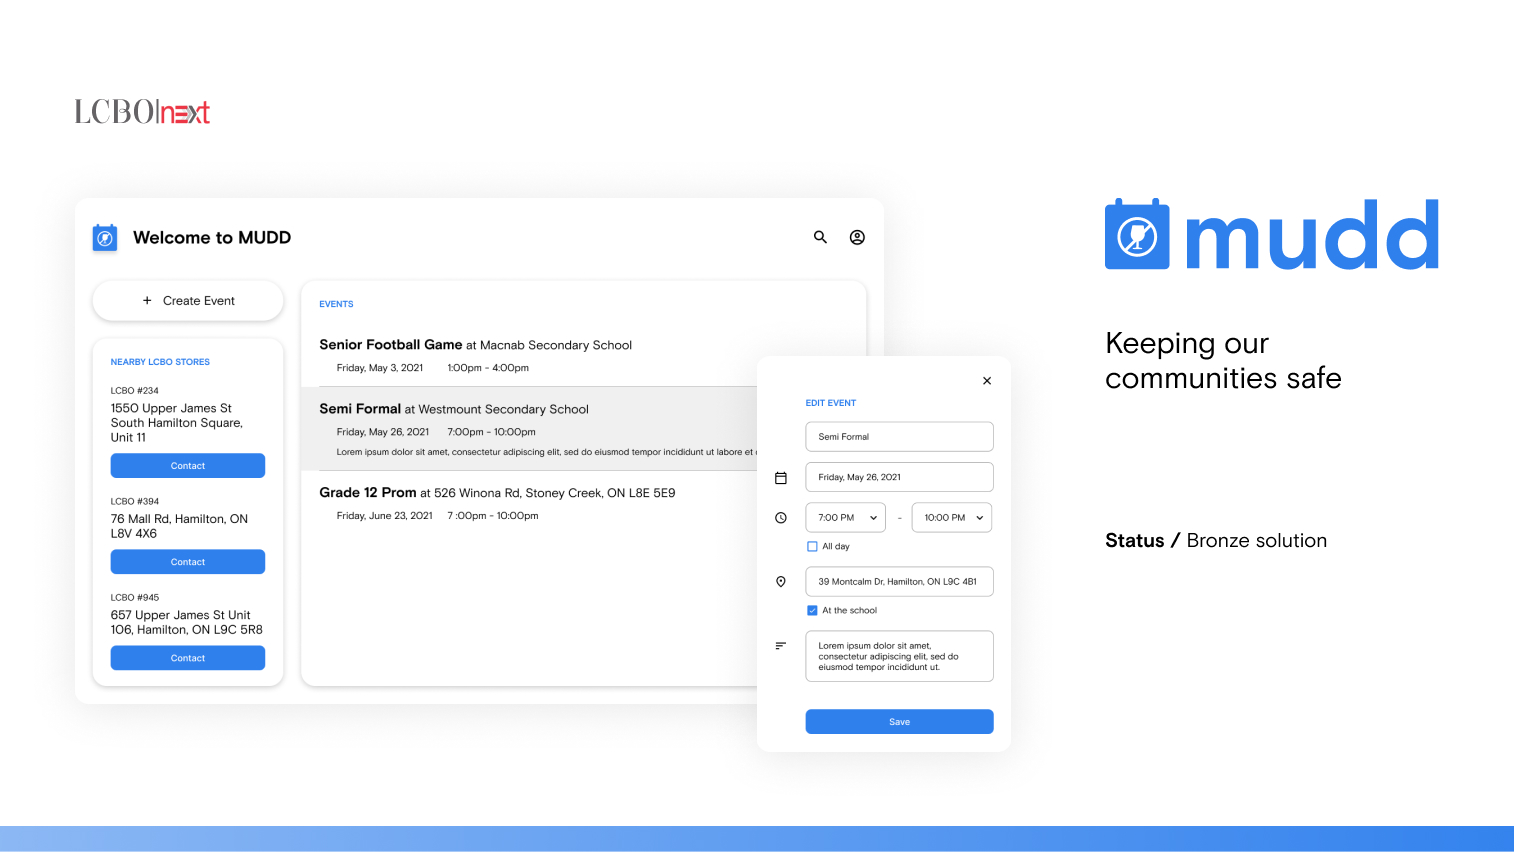 LCBO|next
Welcome to MUDD
+ Create Event
NEARBY LCBO STORES
LCBO #234
1550 Upper James St
South Hamilton Square,
Unit 11
Contact
LCBO #394
76 Mall Rd, Hamilton, ON
L8V 4X6
Contact
LCBO #945
657 Upper James St Unit
106, Hamilton, ON L9C 5R8
Contact
EVENTS
Senior Football Game at Macnab Secondary School
Friday, May 3, 2021 1:00pm - 4:00pm
Semi Formal at Westmount Secondary School
Friday, May 26, 2021 7:00pm - 10:00pm
Lorem ipsum dolor sit amet, consectetur adipiscing elit, sed do eiusmod tempor incididunt ut labore et
Grade 12 Prom at 526 Winona Rd, Stoney Creek, ON L8E 5E9
Friday, June 23, 2021 7 :00pm - 10:00pm
EDIT EVENT
Semi Formal
Friday, May 26, 2021
7:00 PM - 10:00 PM
All day
39 Montcalm Dr, Hamilton, ON L9C 4B1
At the school
Lorem ipsum dolor sit amet,
consectetur adipiscing elit, sed do
eiusmod tempor incididunt ut.
Save
mudd
Keeping our
communities safe
Status / Bronze solution